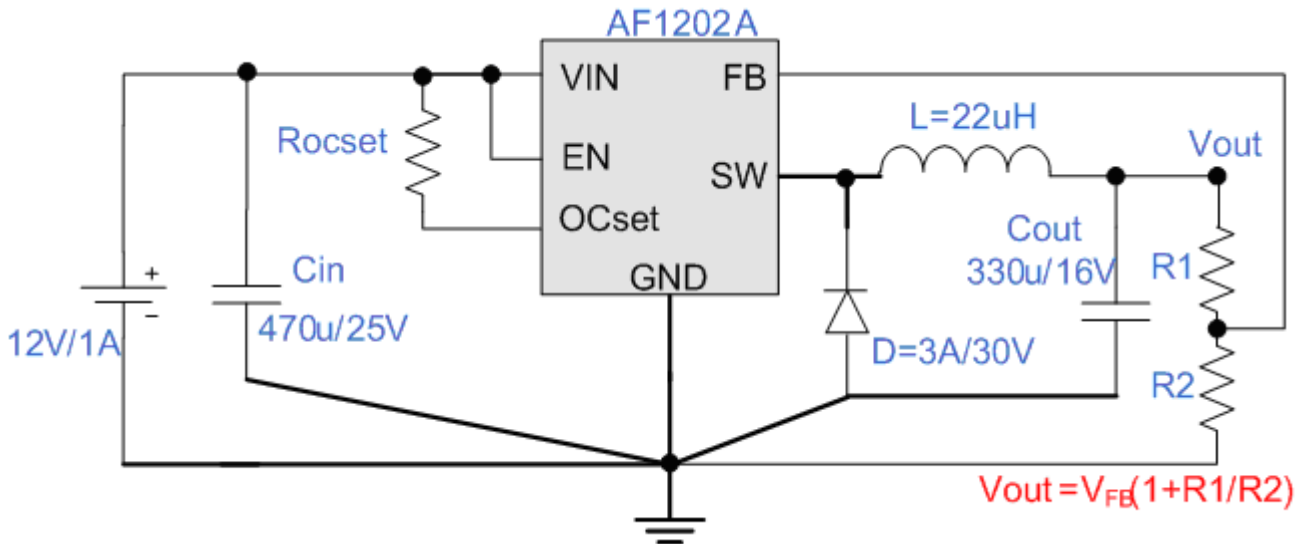 AF1202A
VIN
FB
Rocset
EN
L=22uH
Vout
SW
OCset
Cin
GND
Cout
330u/16V
R1
+
-
470u/25V
12V/1A
D=3A/30V
R2
Vout=VFB(1+R1/R2)